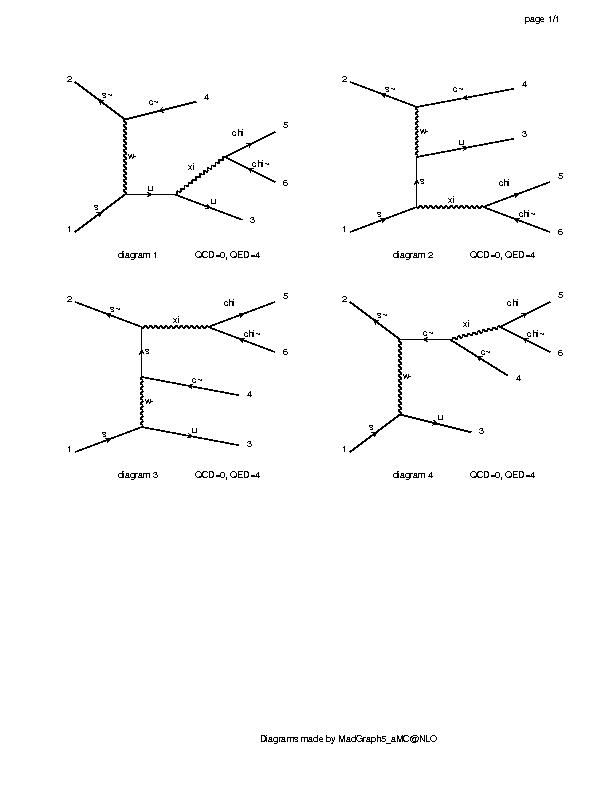 page 1/1
2
s~
c~
4
w-
chi
5
xi
chi~
6
s
u
u
1
3
diagram 1 QCD=0, QED=4
2
s~
c~
4
w-
u
3
s
chi
5
xi
s
chi~
1
6
diagram 2 QCD=0, QED=4
2
s~
xi
chi
5
chi~
6
s
c~
4
w-
s
u
1
3
diagram 3 QCD=0, QED=4
2
s~
chi
5
xi
c~
chi~
c~
6
4
w-
s
u
3
1
diagram 4 QCD=0, QED=4
Diagrams made by MadGraph5_aMC@NLO